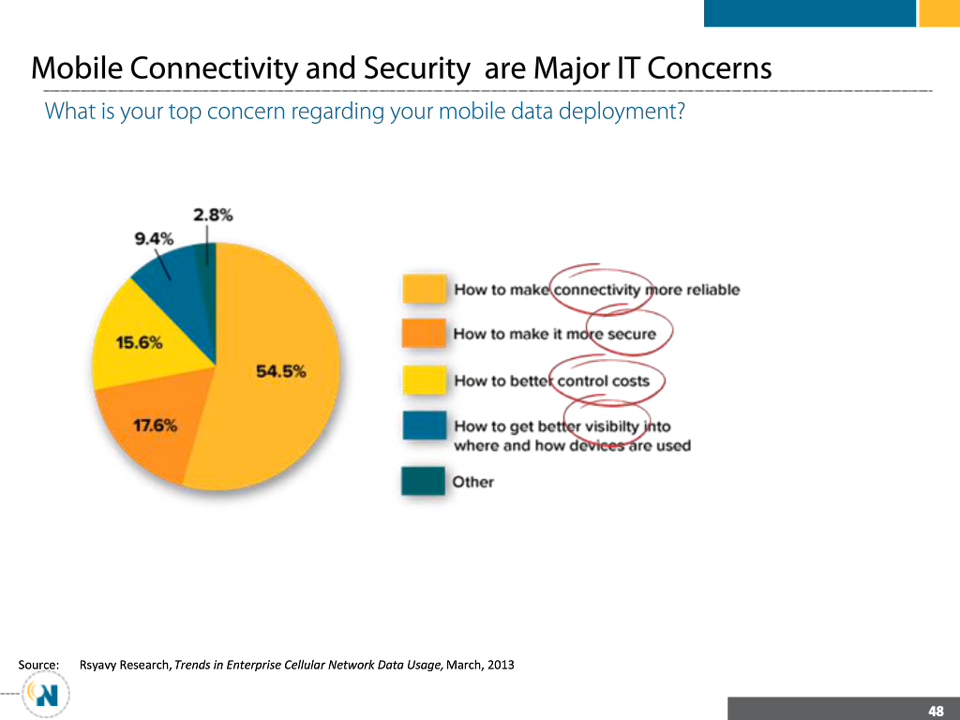 Mobile Connectivity and Security are Major IT Concerns
What is your top concern regarding your mobile data deployment?
2.8%
9.4%
15.6%
54.5%
17.6%
How to make connectivity more reliable
How to make it more secure
How to better control costs
How to get better visibilty into
where and how devices are used
Other
Source: Rsyavy Research, Trends in Enterprise Cellular Network Data Usage, March, 2013
N
48